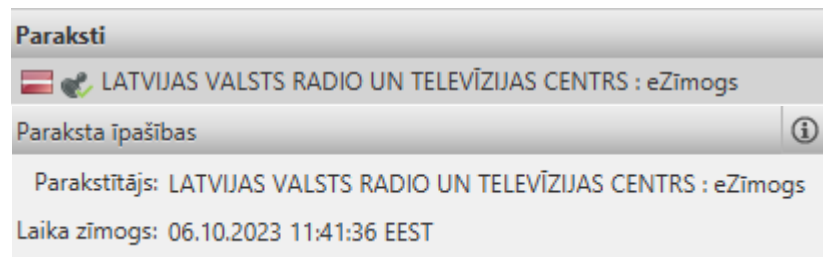 Paraksti
LATVIJAS VALSTS RADIO UN TELEVĪZIJAS CENTRS : eZīmogs
Paraksta īpašības
Parakstītājs: LATVIJAS VALSTS RADIO UN TELEVĪZIJAS CENTRS : eZīmogs
Laika zīmogs: 06.10.2023 11:41:36 EEST